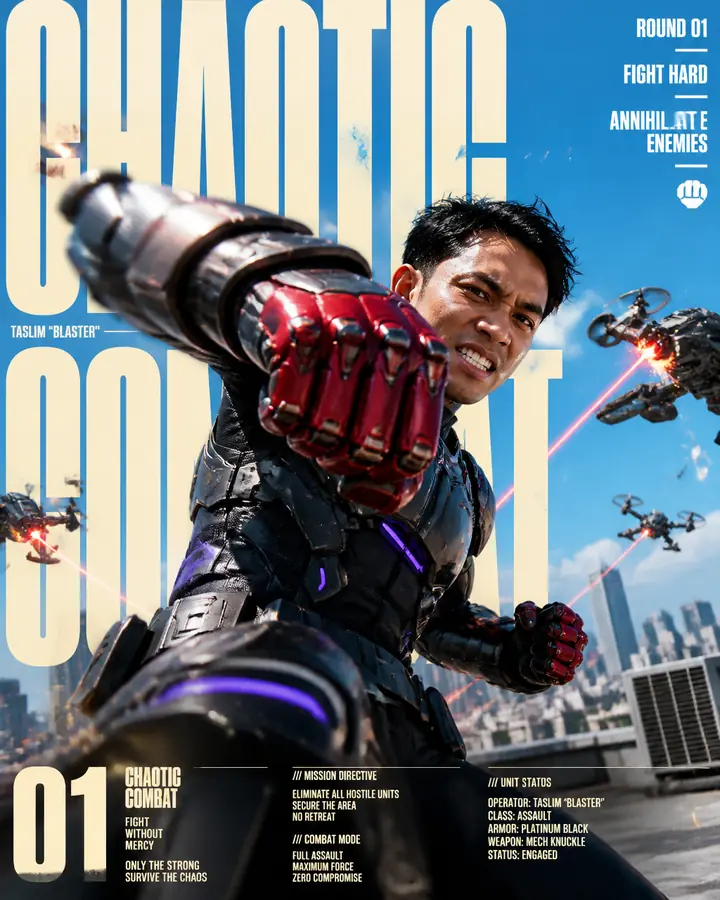 CHAOTIC
ROUND 01
FIGHT HARD
ENEMIES
TASLIM “BLASTER”
COMBAT
01
CHAOTIC
COMBAT
FIGHT
WITHOUT
MERCY
ONLY THE STRONG
SURVIVE THE CHAOS
/// MISSION DIRECTIVE
ELIMINATE ALL HOSTILE UNITS
SECURE THE AREA
NO RETREAT
/// COMBAT MODE
FULL ASSAULT
MAXIMUM FORCE
ZERO COMPROMISE
/// UNIT STATUS
OPERATOR: TASLIM “BLASTER”
CLASS: ASSAULT
ARMOR: PLATINUM BLACK
WEAPON: MECH KNUCKLE
STATUS: ENGAGED